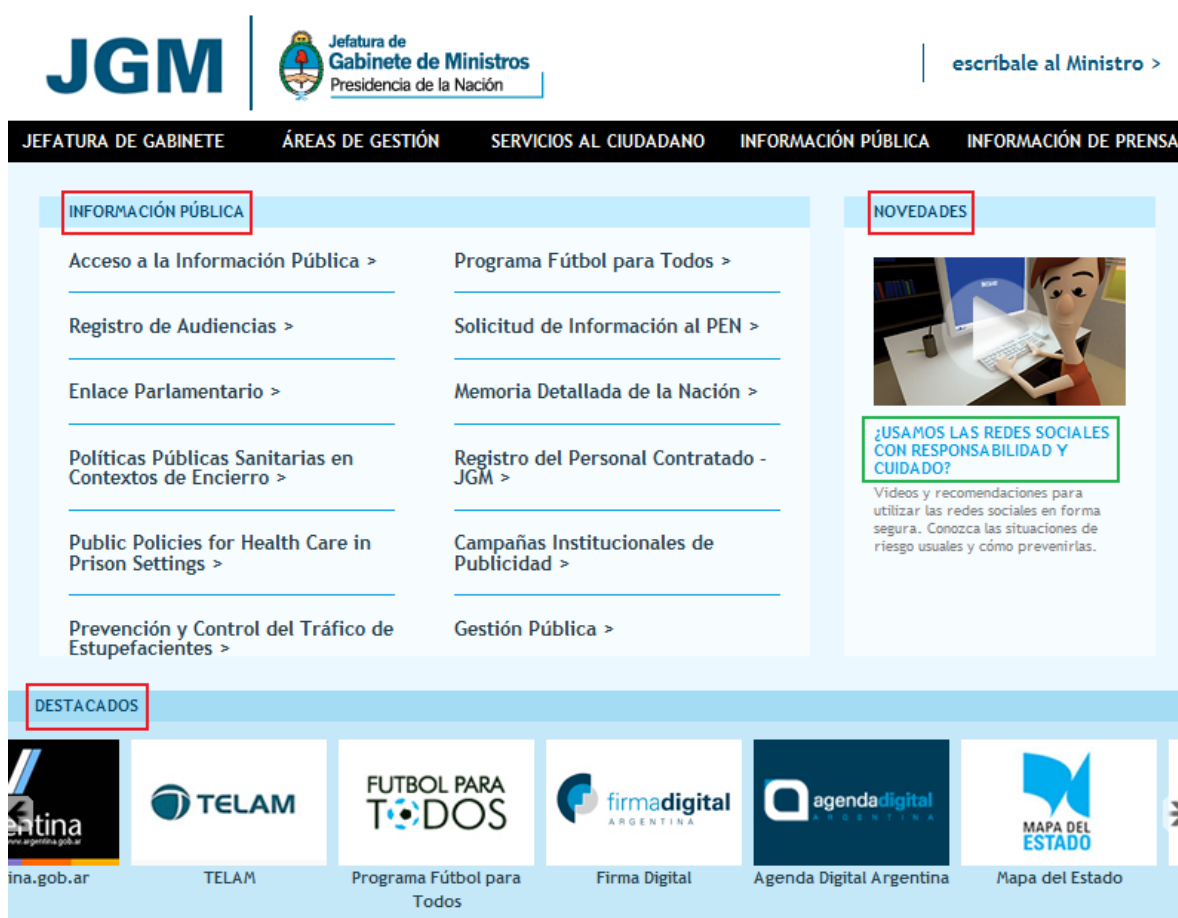 JGM
Jefatura de
Gabinete de Ministros
Presidencia de la Nación
escríbale al Ministro >
JEFATURA DE GABINETE ÁREAS DE GESTIÓN SERVICIOS AL CIUDADANO INFORMACIÓN PÚBLICA INFORMACIÓN DE PRENSA
INFORMACIÓN PÚBLICA
Acceso a la Información Pública >
Registro de Audiencias >
Enlace Parlamentario >
Políticas Públicas Sanitarias en
Contextos de Encierro >
Public Policies for Health Care in
Prison Settings >
Prevención y Control del Tráfico de
Estupefacientes >
Programa Fútbol para Todos >
Solicitud de Información al PEN >
Memoria Detallada de la Nación >
Registro del Personal Contratado -
JGM >
Campañas Institucionales de
Publicidad >
Gestión Pública >
NOVEDADES
¿USAMOS LAS REDES SOCIALES
CON RESPONSABILIDAD Y
CUIDADO?
Videos y recomendaciones para
utilizar las redes sociales en forma
segura. Conozca las situaciones de
riesgo usuales y cómo prevenirlas.
DESTACADOS
entina
www.argentina.gob.ar
ina.gob.ar
TELAM
TELAM
FUTBOL PARA
TODOS
Programa Fútbol para
Todos
firmadigital
ARGENTINA
Firma Digital
agendadigital
ARGENTINA
Agenda Digital Argentina
MAPA DEL
ESTADO
Mapa del Estado